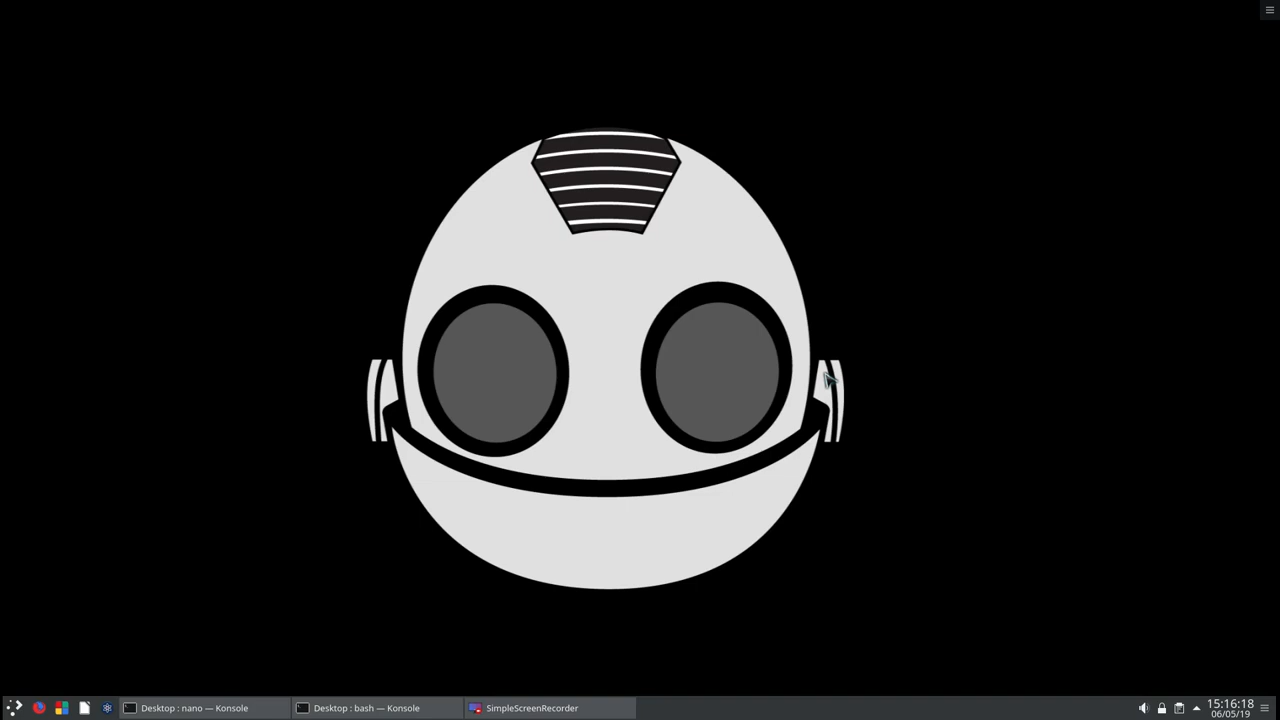 Desktop : nano — Konsole
Desktop : bash — Konsole
SimpleScreenRecorder
15:16:18
06/05/19